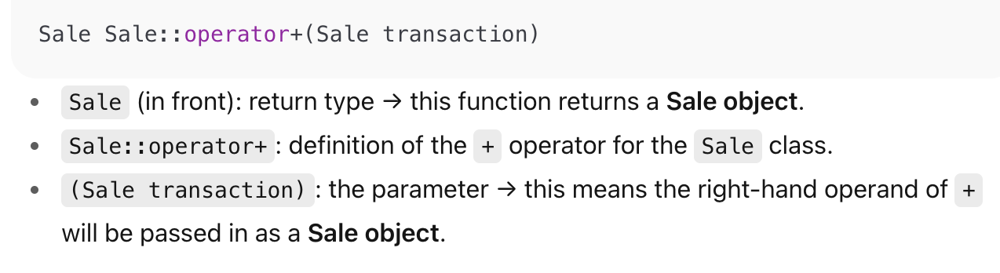 Sale Sale::operator+(Sale transaction)
• Sale (in front): return type → this function returns a Sale object.
• Sale::operator+: definition of the + operator for the Sale class.
• (Sale transaction): the parameter → this means the right-hand operand of +
will be passed in as a Sale object.